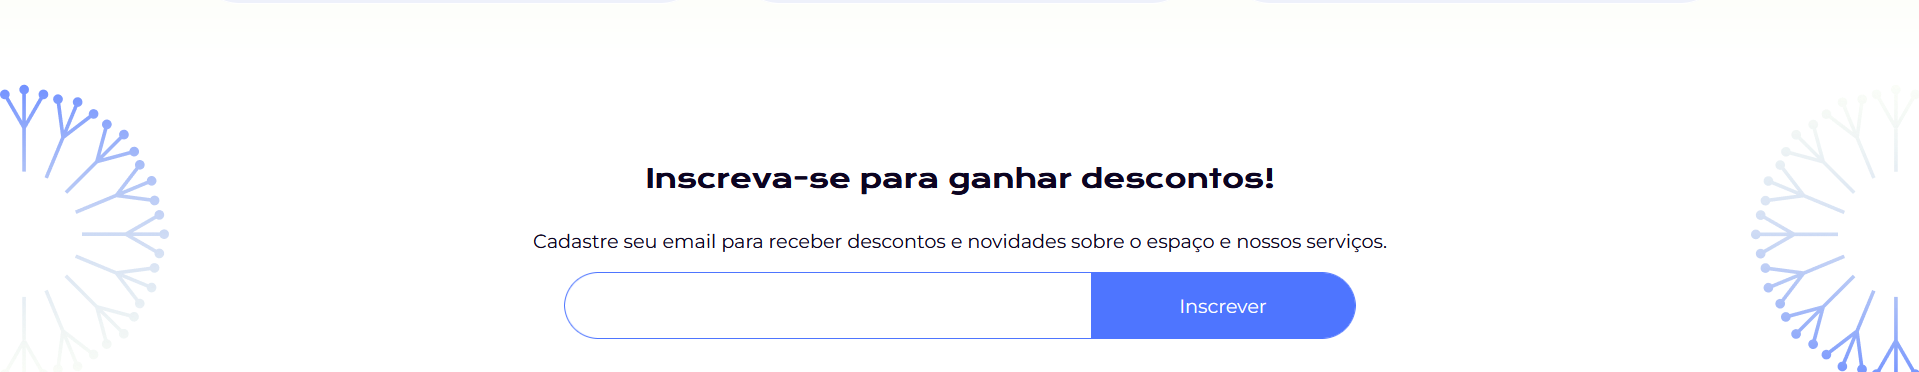 Inscreva-se para ganhar descontos!
Cadastre seu email para receber descontos e novidades sobre o espaço e nossos serviços.
Inscrever